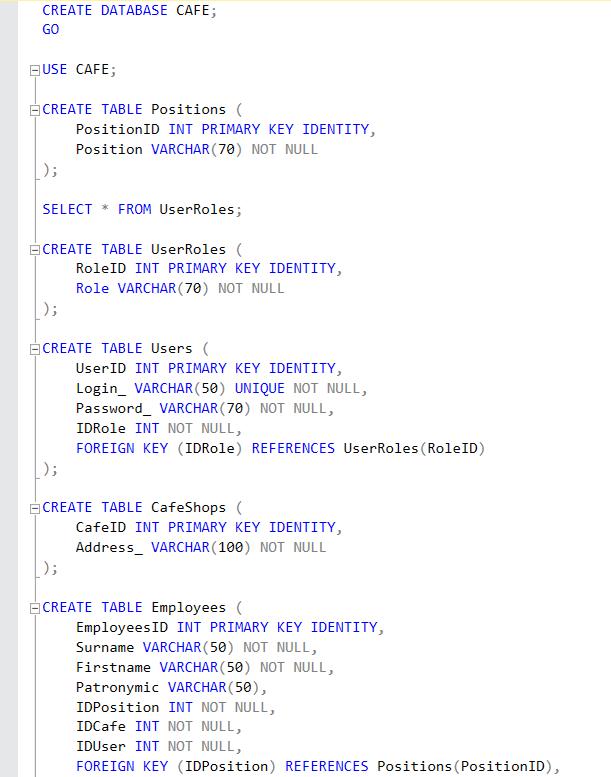 CREATE DATABASE CAFE;
GO
USE CAFE;
CREATE TABLE Positions (
PositionID INT PRIMARY KEY IDENTITY,
Position VARCHAR(70) NOT NULL
);
SELECT * FROM UserRoles;
CREATE TABLE UserRoles (
RoleID INT PRIMARY KEY IDENTITY,
Role VARCHAR(70) NOT NULL
);
CREATE TABLE Users (
UserID INT PRIMARY KEY IDENTITY,
Login_ VARCHAR(50) UNIQUE NOT NULL,
Password_ VARCHAR(70) NOT NULL,
IDRole INT NOT NULL,
FOREIGN KEY (IDRole) REFERENCES UserRoles(RoleID)
);
CREATE TABLE CafeShops (
CafeID INT PRIMARY KEY IDENTITY,
Address_ VARCHAR(100) NOT NULL
);
CREATE TABLE Employees (
EmployeesID INT PRIMARY KEY IDENTITY,
Surname VARCHAR(50) NOT NULL,
Firstname VARCHAR(50) NOT NULL,
Patronymic VARCHAR(50),
IDPosition INT NOT NULL,
IDCafe INT NOT NULL,
IDUser INT NOT NULL,
FOREIGN KEY (IDPosition) REFERENCES Positions(PositionID),